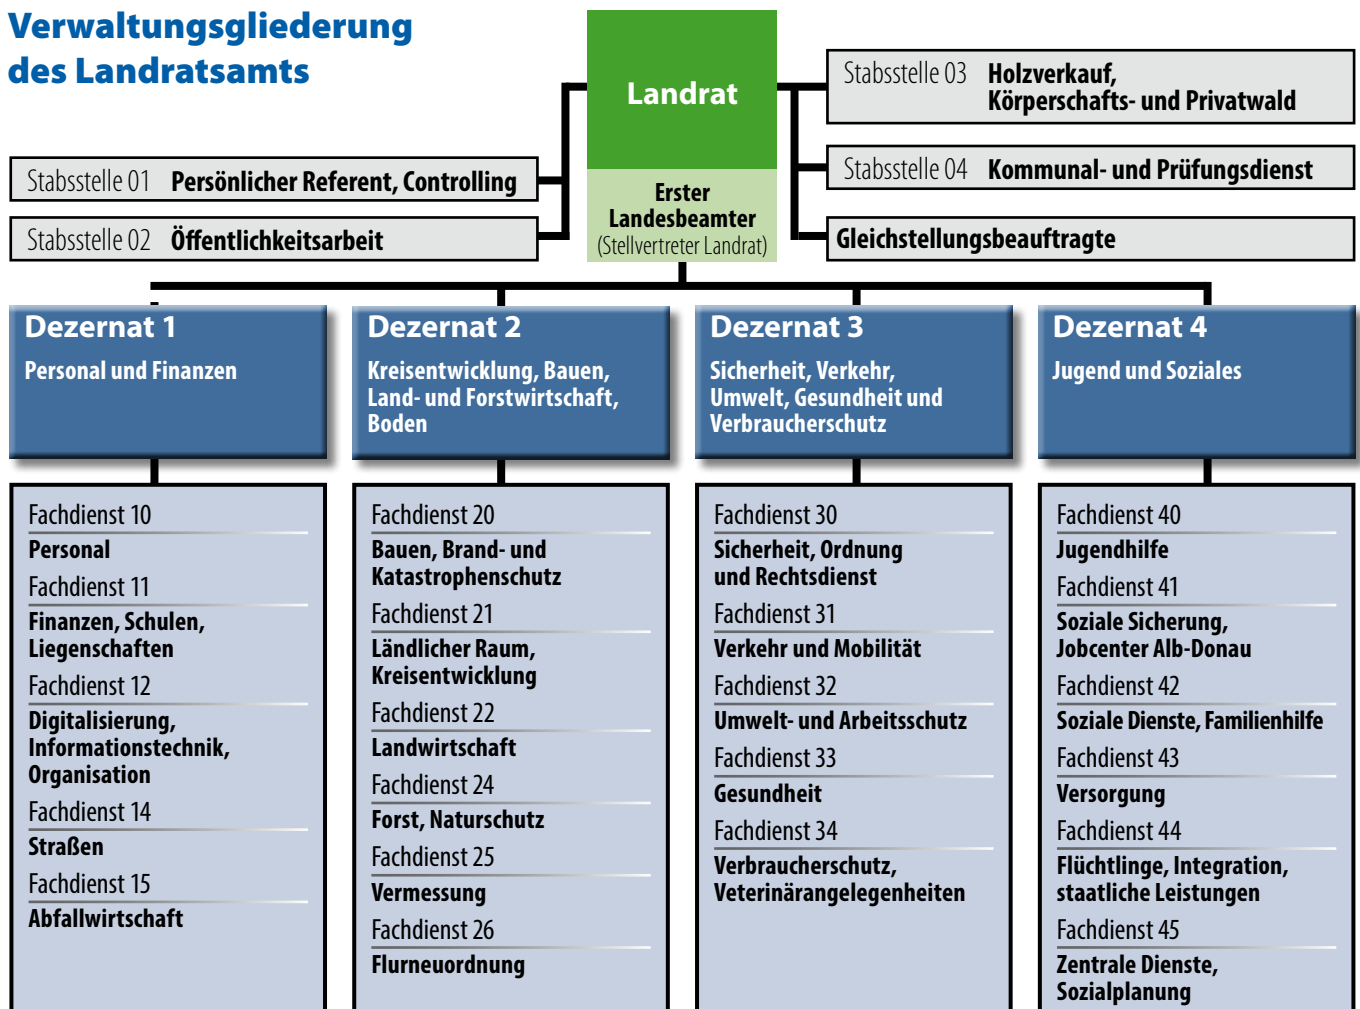 Verwaltungsgliederung
des Landratsamts
Landrat
Erster
Landesbeamter
(Stellvertreter Landrat)
Stabsstelle 01 Persönlicher Referent, Controlling
Stabsstelle 02 Öffentlichkeitsarbeit
Stabsstelle 03 Holzverkauf,
Körperschafts- und Privatwald
Stabsstelle 04 Kommunal- und Prüfungsdienst
Gleichstellungsbeauftragte
Dezernat 1
Personal und Finanzen
Fachdienst 10
Personal
Fachdienst 11
Finanzen, Schulen,
Liegenschaften
Fachdienst 12
Digitalisierung,
Informationstechnik,
Organisation
Fachdienst 14
Straßen
Fachdienst 15
Abfallwirtschaft
Dezernat 2
Kreisentwicklung, Bauen,
Land- und Forstwirtschaft,
Boden
Fachdienst 20
Bauen, Brand- und
Katastrophenschutz
Fachdienst 21
Ländlicher Raum,
Kreisentwicklung
Fachdienst 22
Landwirtschaft
Fachdienst 24
Forst, Naturschutz
Fachdienst 25
Vermessung
Fachdienst 26
Flurneuordnung
Dezernat 3
Sicherheit, Verkehr,
Umwelt, Gesundheit und
Verbraucherschutz
Fachdienst 30
Sicherheit, Ordnung
und Rechtsdienst
Fachdienst 31
Verkehr und Mobilität
Fachdienst 32
Umwelt- und Arbeitsschutz
Fachdienst 33
Gesundheit
Fachdienst 34
Verbraucherschutz,
Veterinärangelegenheiten
Dezernat 4
Jugend und Soziales
Fachdienst 40
Jugendhilfe
Fachdienst 41
Soziale Sicherung,
Jobcenter Alb-Donau
Fachdienst 42
Soziale Dienste, Familienhilfe
Fachdienst 43
Versorgung
Fachdienst 44
Flüchtlinge, Integration,
staatliche Leistungen
Fachdienst 45
Zentrale Dienste,
Sozialplanung